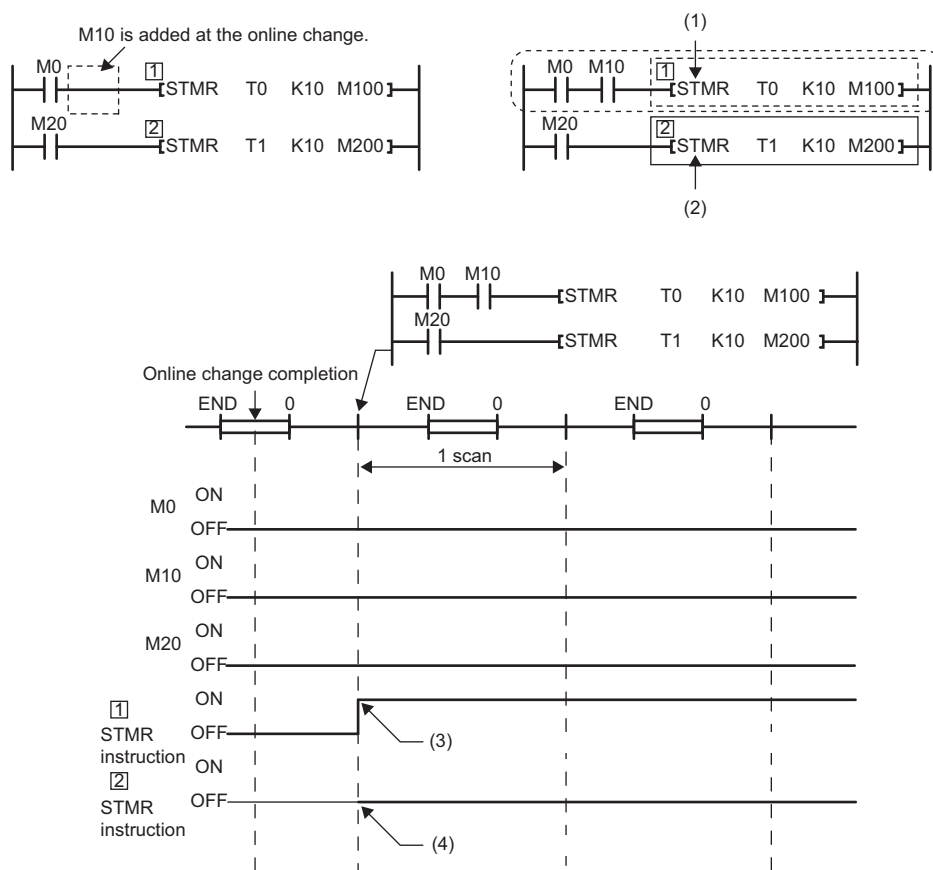 M10 is added at the online change.
M0
1
STMR T0 K10 M100
M20
2
STMR T1 K10 M200
(1)
M0 M10
1
STMR T0 K10 M100
M20
2
STMR T1 K10 M200
(2)
M0 M10
STMR T0 K10 M100
M20
STMR T1 K10 M200
Online change completion
END 0 END 0 END 0
1 scan
M0 ON
OFF
M10 ON
OFF
M20 ON
OFF
1 STMR instruction ON
OFF
(3)
2 STMR instruction ON
OFF
(4)